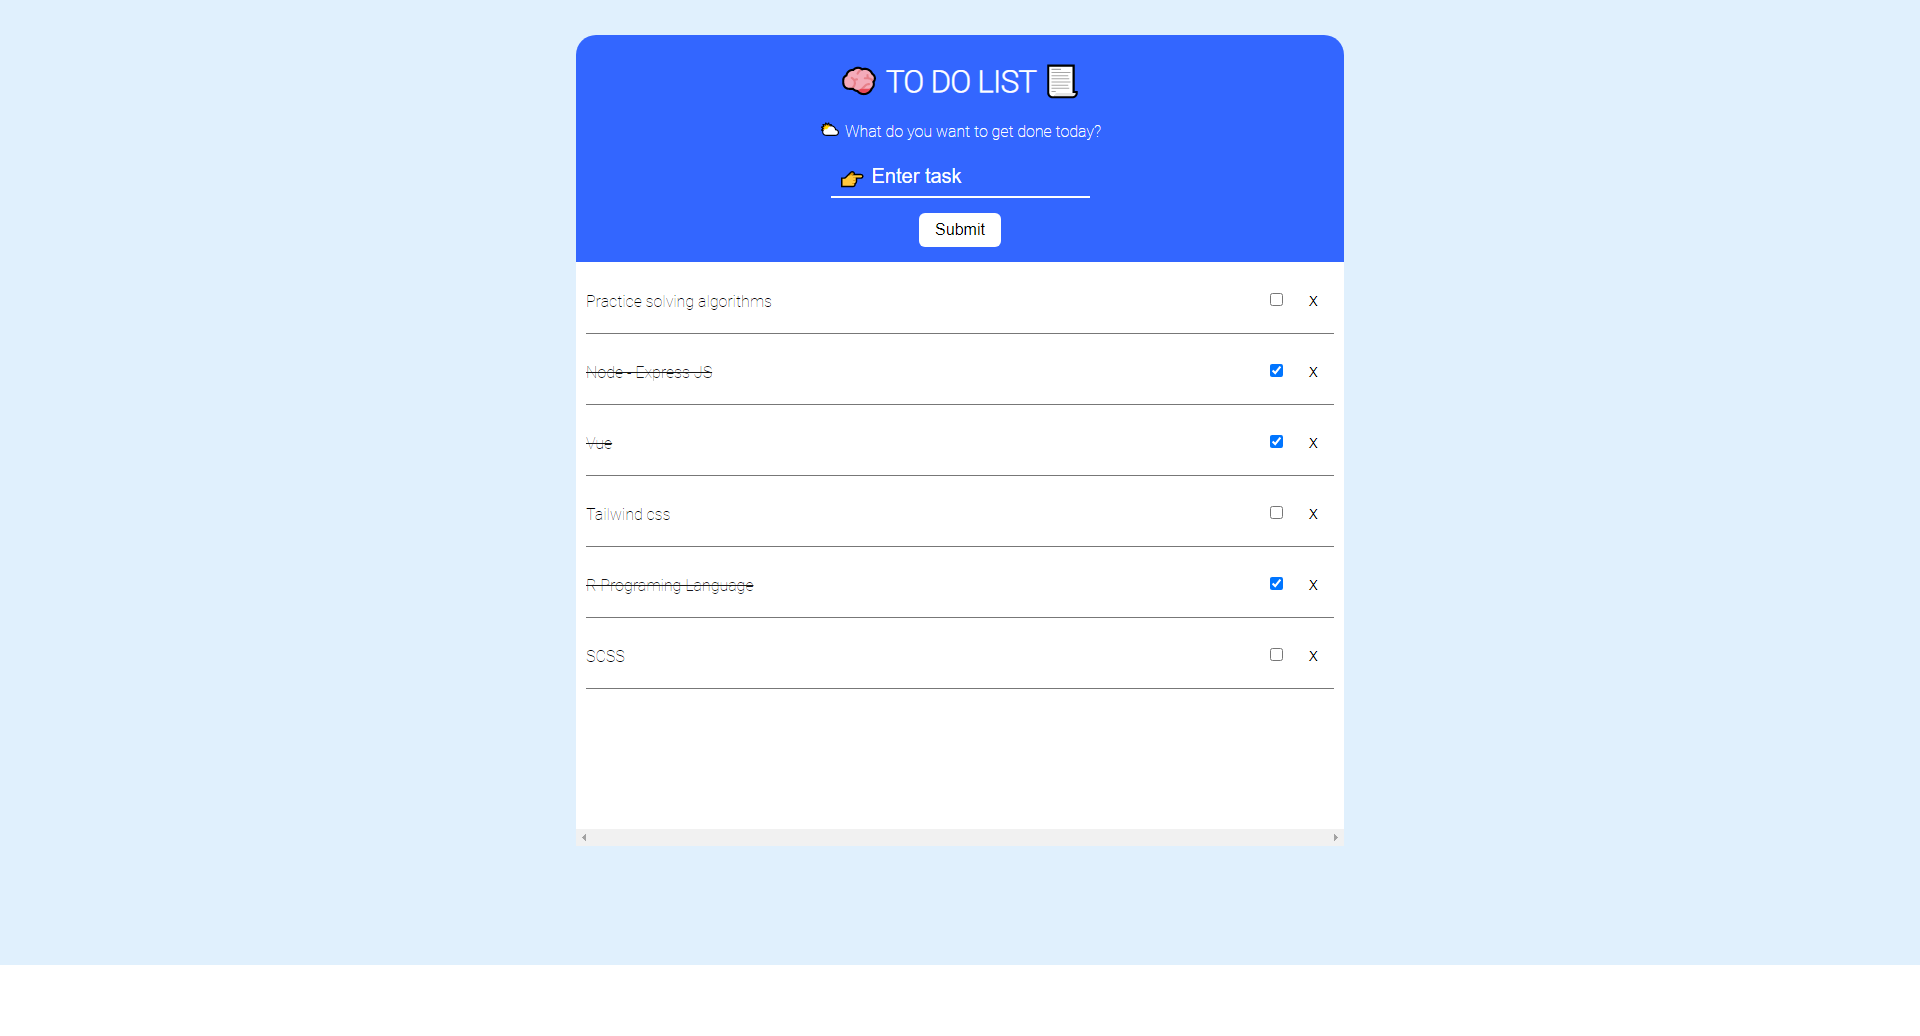 🧠 TO DO LIST 📃
⛅ What do you want to get done today?
👉 Enter task
Submit
Practice solving algorithms X
Node - Express JS X
Vue X
Tailwind css X
R Programing Language X
SCSS X